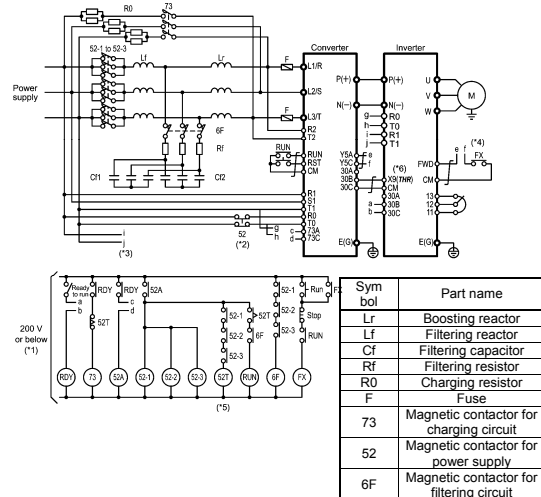 R0
73
52-1 to 52-3
Lf
Lr
F
Converter
Inverter
L1/R
P(+)
P(+)
U
Power
supply
L2/S
V
M
F
L3/T
N(−)
N(−)
W
R2
T2
g
R0
h
T0
i
R1
j
T1
6F
Rf
RUN
RUN
RST
CM
Y5A
e
Y5C
f
30A
30B
30C
(*6)
X9(THR)
CM
30A
a
30B
b
30C
FWD
CM
e
f
(*4)
FX
13
12
11
Cf1
Cf2
R1
S1
T1
R0
T0
c
73A
d
73C
i
j
(*3)
52
(*2)
g
h
E(G)
E(G)
200 V
or below
(*1)
Ready
to run
RDY
RDY
52A
a
b
c
d
52T
52-1
52-2
52-3
52T
6F
52-1
52-2
52-3
Run
FX
Stop
RUN
RDY
73
52A
52-1
52-2
52-3
52T
RUN
6F
FX
(*5)
Sym
bol
Part name
Lr
Boosting reactor
Lf
Filtering reactor
Cf
Filtering capacitor
Rf
Filtering resistor
R0
Charging resistor
F
Fuse
73
Magnetic contactor for
charging circuit
52
Magnetic contactor for
power supply
6F
Magnetic contactor for
filtering circuit